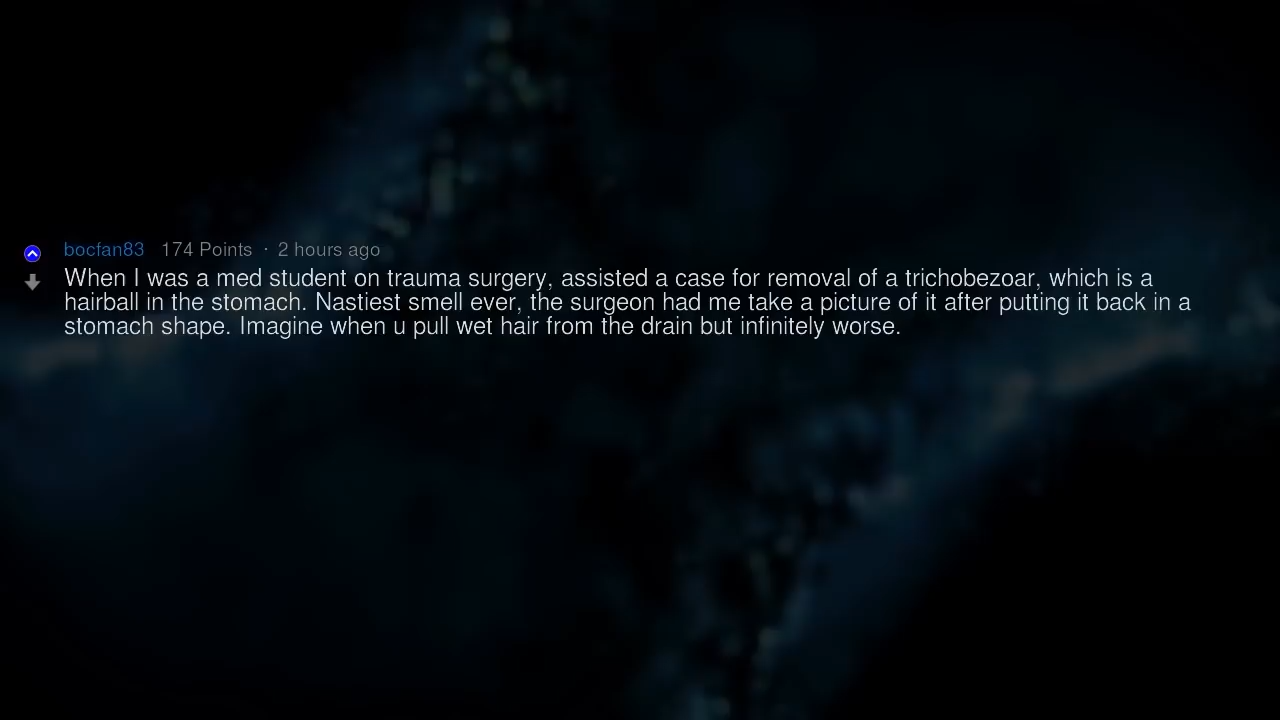 bocfan83 174 Points · 2 hours ago
When I was a med student on trauma surgery, assisted a case for removal of a trichobezoar, which is a
hairball in the stomach. Nastiest smell ever, the surgeon had me take a picture of it after putting it back in a
stomach shape. Imagine when u pull wet hair from the drain but infinitely worse.